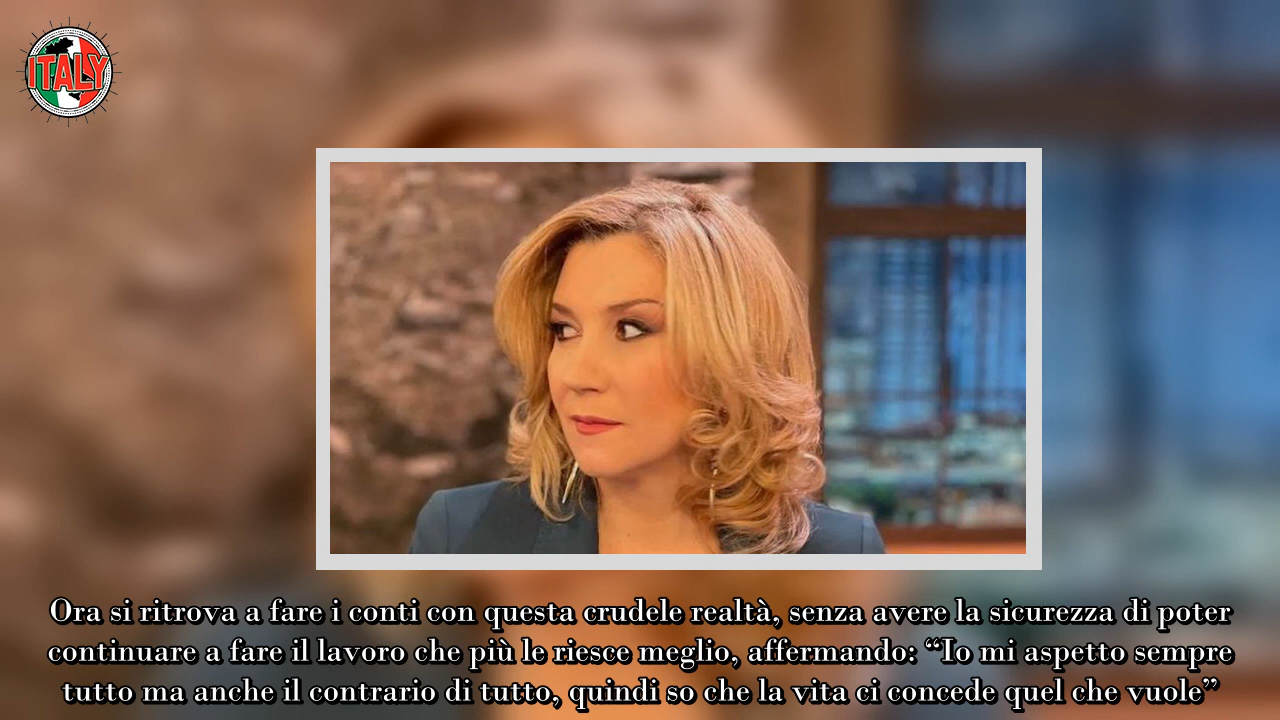 ITALY
Ora si ritrova a fare i conti con questa crudele realtà, senza avere la sicurezza di poter
continuare a fare il lavoro che più le riesce meglio, affermando: “Io mi aspetto sempre
tutto ma anche il contrario di tutto, quindi so che la vita ci concede quel che vuole”